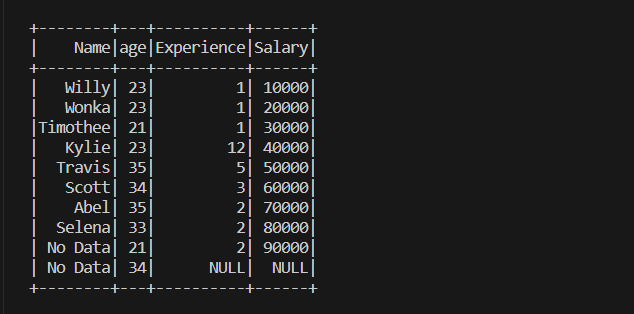 +--------+---+----------+------+
|    Name|age|Experience|Salary|
+--------+---+----------+------+
|   Willy| 23|         1| 10000|
|   Wonka| 23|         1| 20000|
|Timothee| 21|         1| 30000|
|   Kylie| 23|        12| 40000|
|  Travis| 35|         5| 50000|
|   Scott| 34|         3| 60000|
|    Abel| 35|         2| 70000|
|  Selena| 33|         2| 80000|
| No Data| 21|         2| 90000|
| No Data| 34|      NULL|  NULL|
+--------+---+----------+------+